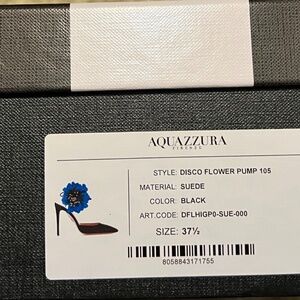 AQUAZZURA
FIRENZE
STYLE: DISCO FLOWER PUMP 105
MATERIAL: SUEDE
COLOR: BLACK
ART.CODE: DFLHIGP0-SUE-000
SIZE: 37½
8058843171755